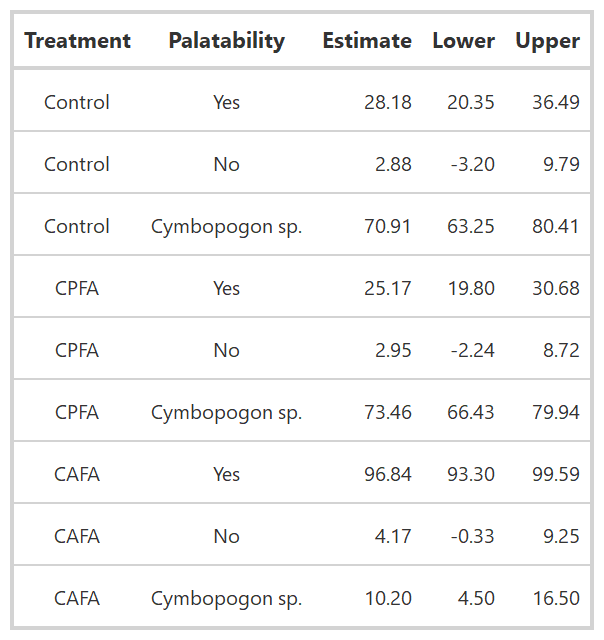 Treatment Palatability Estimate Lower Upper
Control Yes 28.18 20.35 36.49
Control No 2.88 -3.20 9.79
Control Cymbopogon sp. 70.91 63.25 80.41
CPFA Yes 25.17 19.80 30.68
CPFA No 2.95 -2.24 8.72
CPFA Cymbopogon sp. 73.46 66.43 79.94
CAFA Yes 96.84 93.30 99.59
CAFA No 4.17 -0.33 9.25
CAFA Cymbopogon sp. 10.20 4.50 16.50